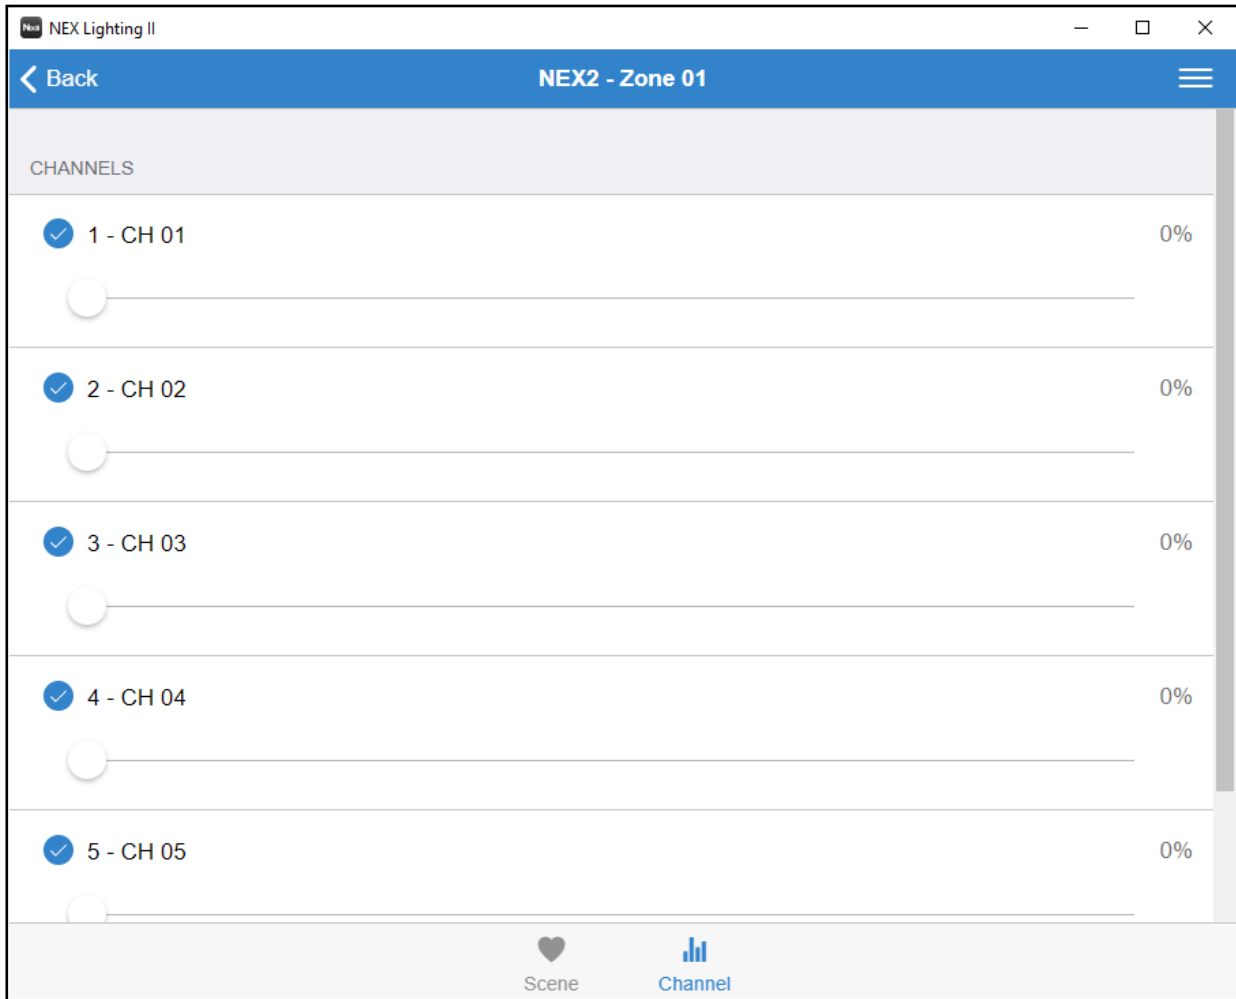 NEX Lighting II
Back
NEX2 - Zone 01
CHANNELS
1 - CH 01
0%
2 - CH 02
0%
3 - CH 03
0%
4 - CH 04
0%
5 - CH 05
0%
Scene
Channel